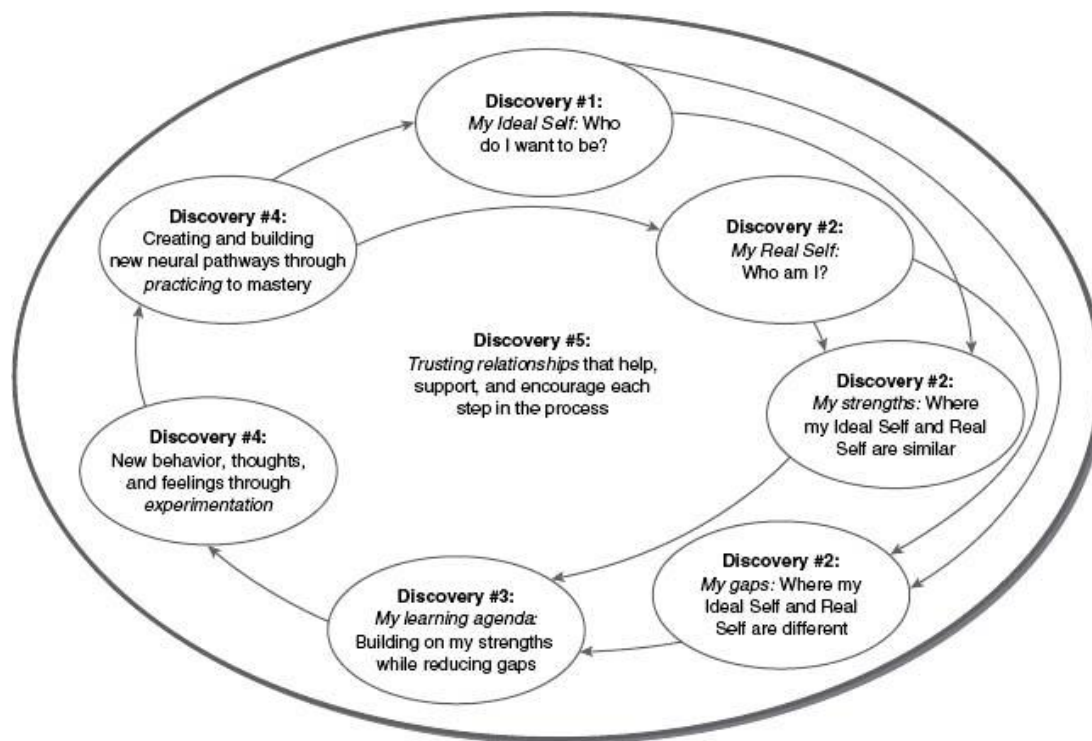 Discovery #1:
My Ideal Self: Who
do I want to be?
Discovery #2:
My Real Self:
Who am I?
Discovery #2:
My strengths: Where
my Ideal Self and Real
Self are similar
Discovery #2:
My gaps: Where my
Ideal Self and Real
Self are different
Discovery #3:
My learning agenda:
Building on my strengths
while reducing gaps
Discovery #4:
New behavior, thoughts,
and feelings through
experimentation
Discovery #4:
Creating and building
new neural pathways through
practicing to mastery
Discovery #5:
Trusting relationships that help,
support, and encourage each
step in the process